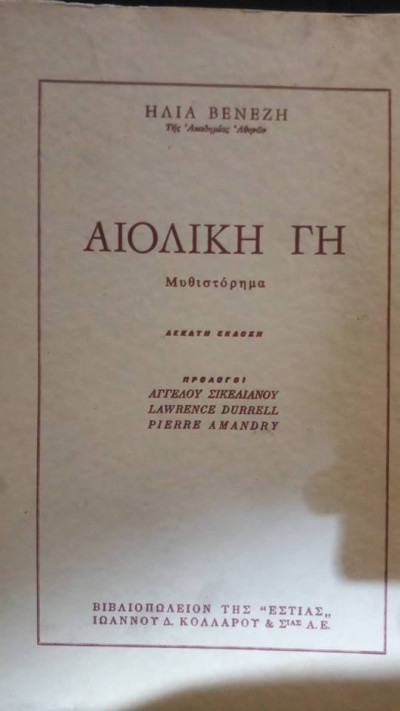 ΗΛΙΑ ΒΕΝΕΖΗ
Τῆς Ἀκαδημίας Ἀθηνῶν
ΑΙΟΛΙΚΗ ΓΗ
Μυθιστόρημα
ΔΕΚΑΤΗ ΕΚΔΟΣΗ
ΠΡΟΛΟΓΟΙ
ΑΓΓΕΛΟΥ ΣΙΚΕΛΙΑΝΟΥ
LAWRENCE DURRELL
PIERRE AMANDRY
ΒΙΒΛΙΟΠΩΛΕΙΟΝ ΤΗΣ "ΕΣΤΙΑΣ„
ΙΩΑΝΝΟΥ Δ. ΚΟΛΛΑΡΟΥ & ΣΙΑΣ Α.Ε.